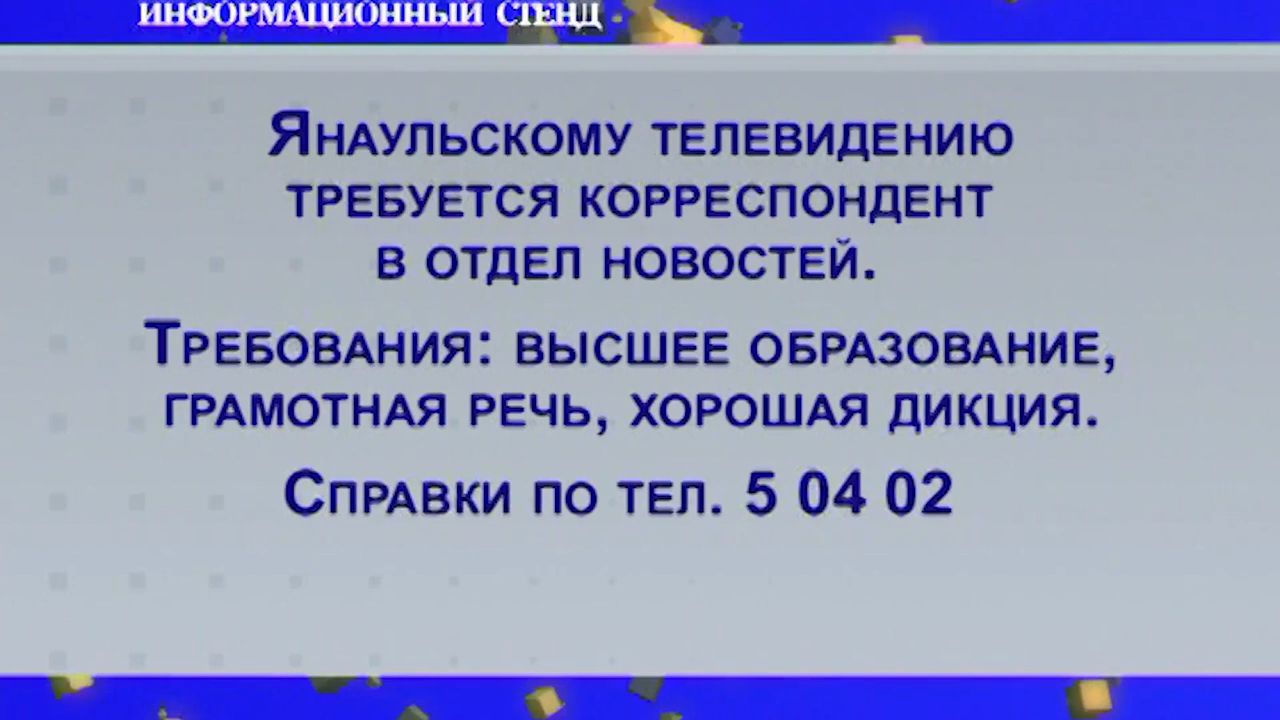 ИНФОРМАЦИОННЫЙ СТЕНД
Янаульскому телевидению
требуется корреспондент
в отдел новостей.
Требования: высшее образование,
грамотная речь, хорошая дикция.
Справки по тел. 5 04 02